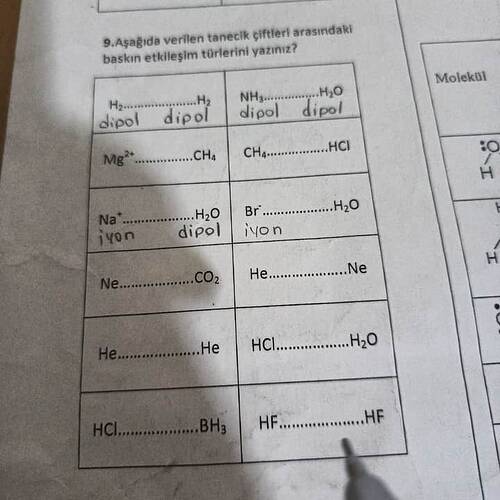 9.Aşağıda verilen tanecik çiftleri arasındaki
baskın etkileşim türlerini yazınız?
H₂........................H₂
dipol dipol
NH₃..................H₂O
dipol dipol
Mg²⁺................CH₄
CH₄..................HCl
Na⁺....................H₂O
iyon dipol
Br⁻.....................H₂O
iyon
Ne....................CO₂
He........................Ne
He......................He
HCl......................H₂O
HCl......................BH₃
HF.......................HF
Molekül
:O
H
H